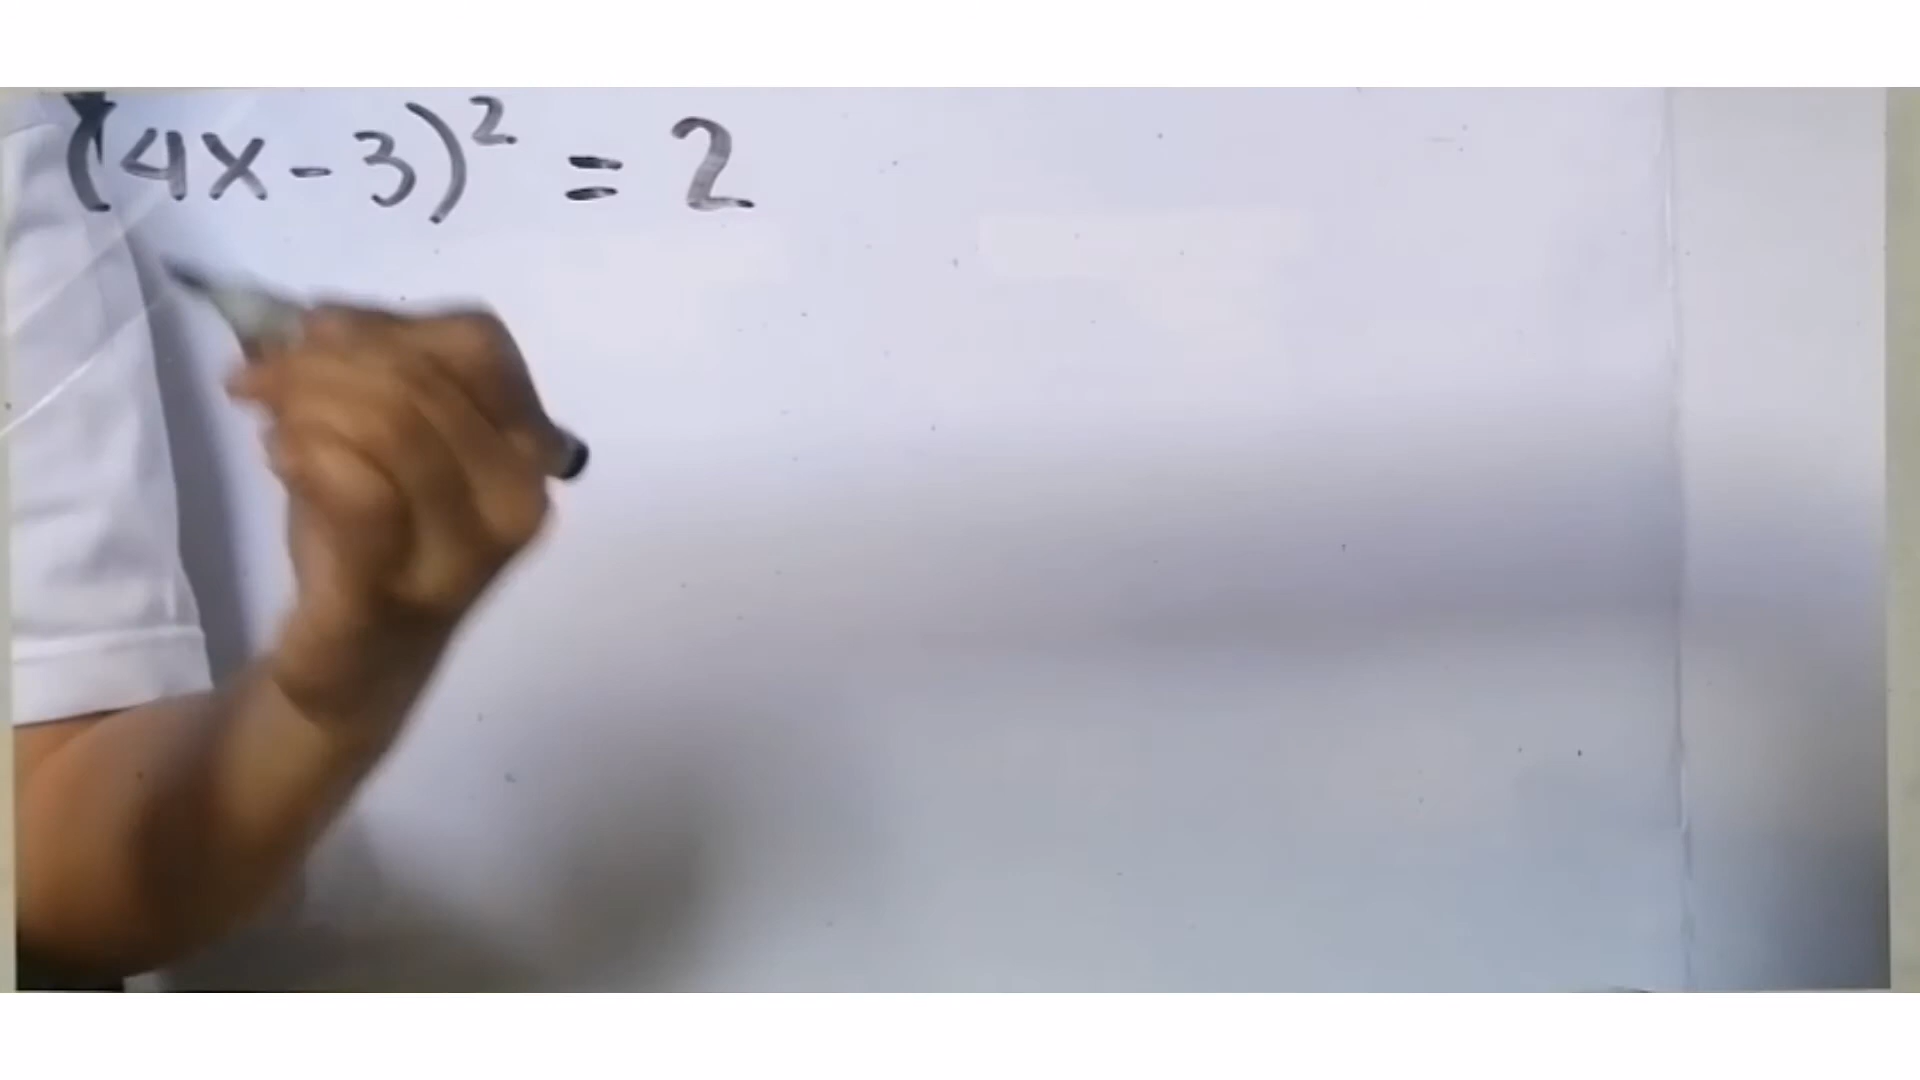 (4x-3)² = 2